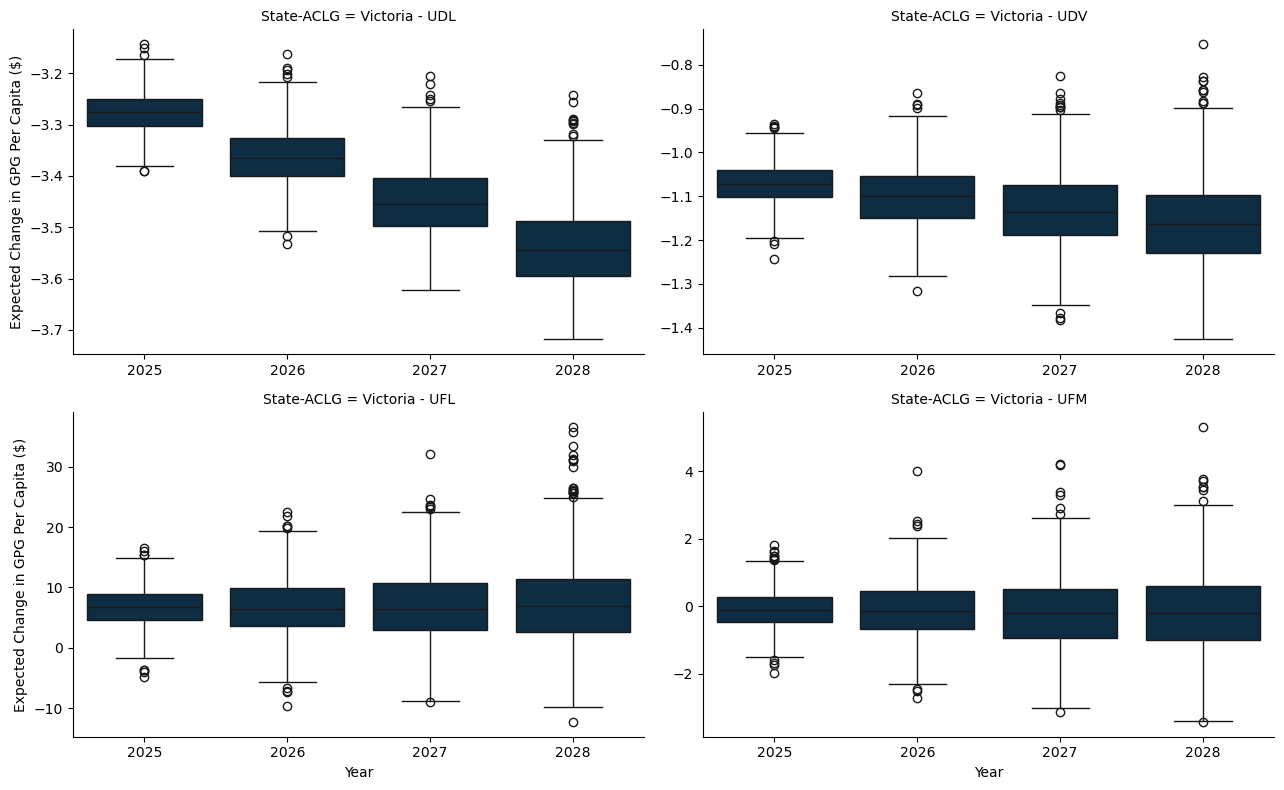 State-ACLG = Victoria - UDL
Expected Change in GPG Per Capita ($)
−3.2
−3.3
−3.4
−3.5
−3.6
−3.7
2025 2026 2027 2028
State-ACLG = Victoria - UDV
−0.8
−0.9
−1.0
−1.1
−1.2
−1.3
−1.4
2025 2026 2027 2028
State-ACLG = Victoria - UFL
Expected Change in GPG Per Capita ($)
30
20
10
0
−10
2025 2026 2027 2028
Year
State-ACLG = Victoria - UFM
4
2
0
−2
2025 2026 2027 2028
Year